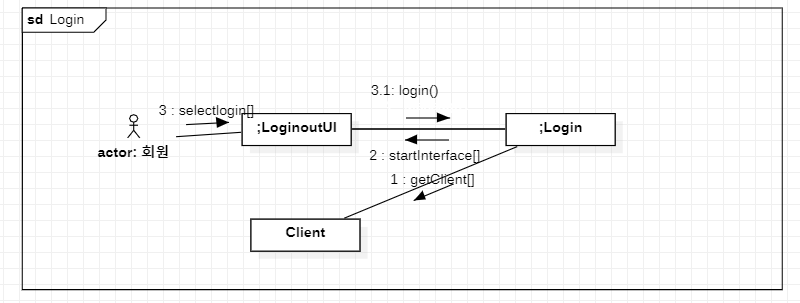 sd Login
3.1: login()
3 : selectlogin[]
;LoginoutUI
;Login
actor: 회원
2 : startInterface[]
1 : getClient[]
Client